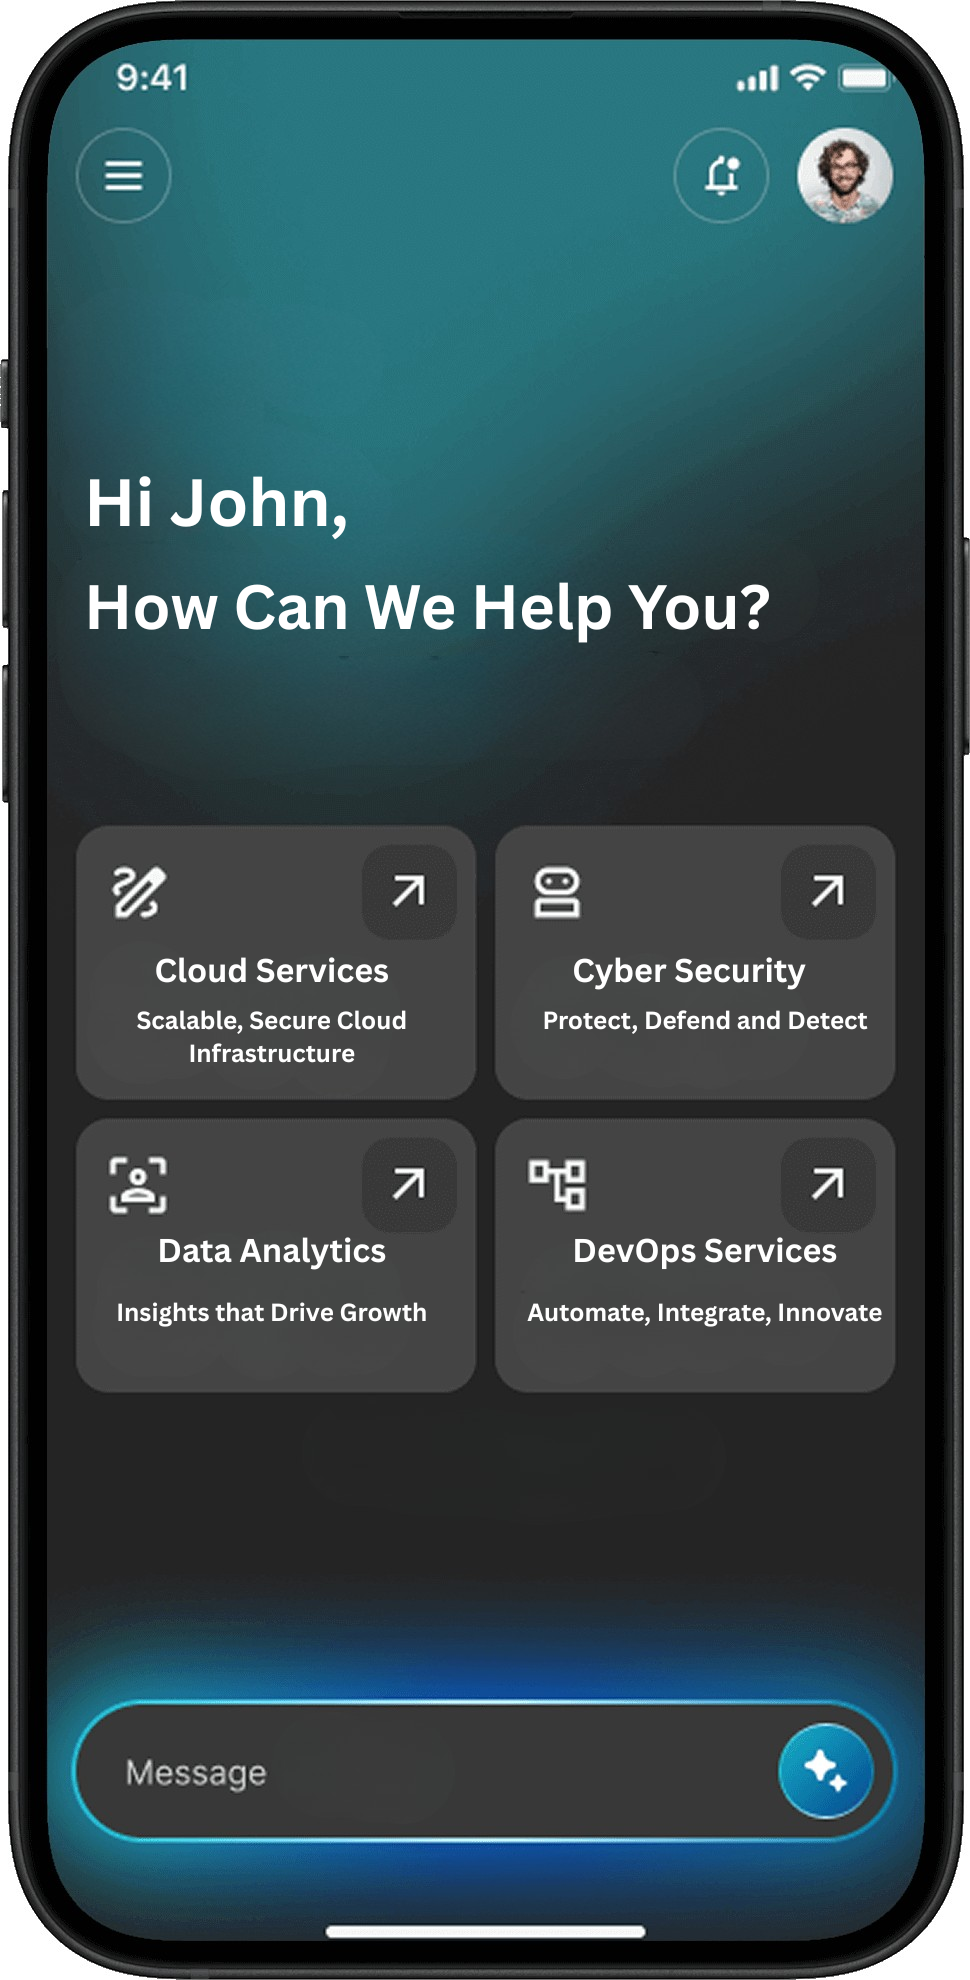 9:41
Hi John,
How Can We Help You?
Cloud Services
Scalable, Secure Cloud
Infrastructure
Cyber Security
Protect, Defend and Detect
Data Analytics
Insights that Drive Growth
DevOps Services
Automate, Integrate, Innovate
Message